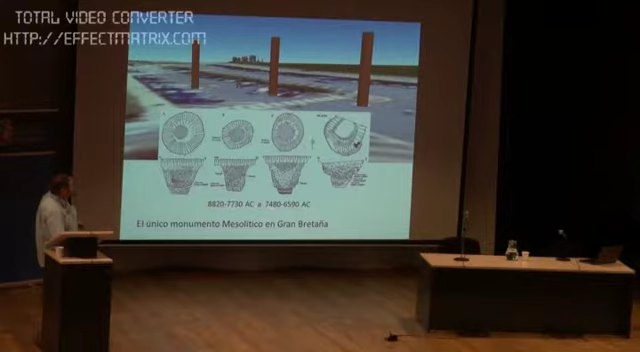 TOTAL VIDEO CONVERTER
HTTP://EFFECTMATRIX.COM
8820-7730 AC e 7480-6590 AC
El único monumento Mesolítico en Gran Bretaña